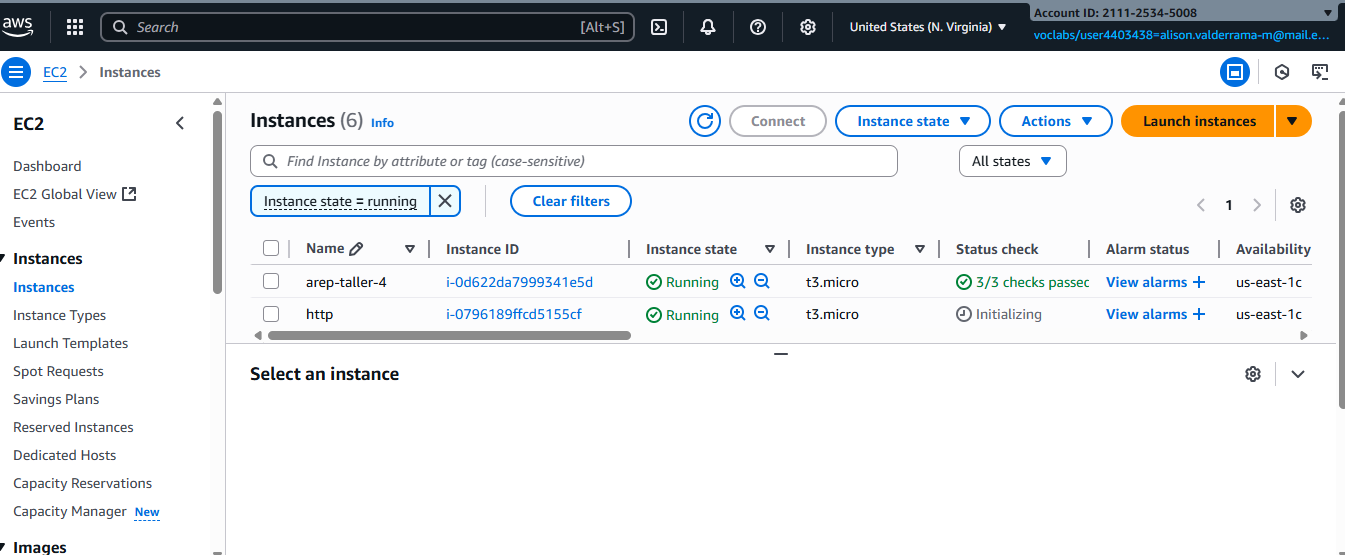 aws
Search [Alt+S]
United States (N. Virginia)
Account ID: 2111-2534-5008
voclabs/user4403438=alison.valderrama-m@mail.e...
EC2 Instances
EC2
Dashboard
EC2 Global View
Events
Instances
Instances
Instance Types
Launch Templates
Spot Requests
Savings Plans
Reserved Instances
Dedicated Hosts
Capacity Reservations
Capacity Manager New
Images
Instances (6) Info
Connect
Instance state
Actions
Launch instances
Find Instance by attribute or tag (case-sensitive)
All states
Instance state = running
Clear filters
1
Name Instance ID Instance state Instance type Status check Alarm status Availability
arep-taller-4 i-0d622da7999341e5d Running t3.micro 3/3 checks passed View alarms + us-east-1c
http i-0796189ffcd5155cf Running t3.micro Initializing View alarms + us-east-1c
Select an instance